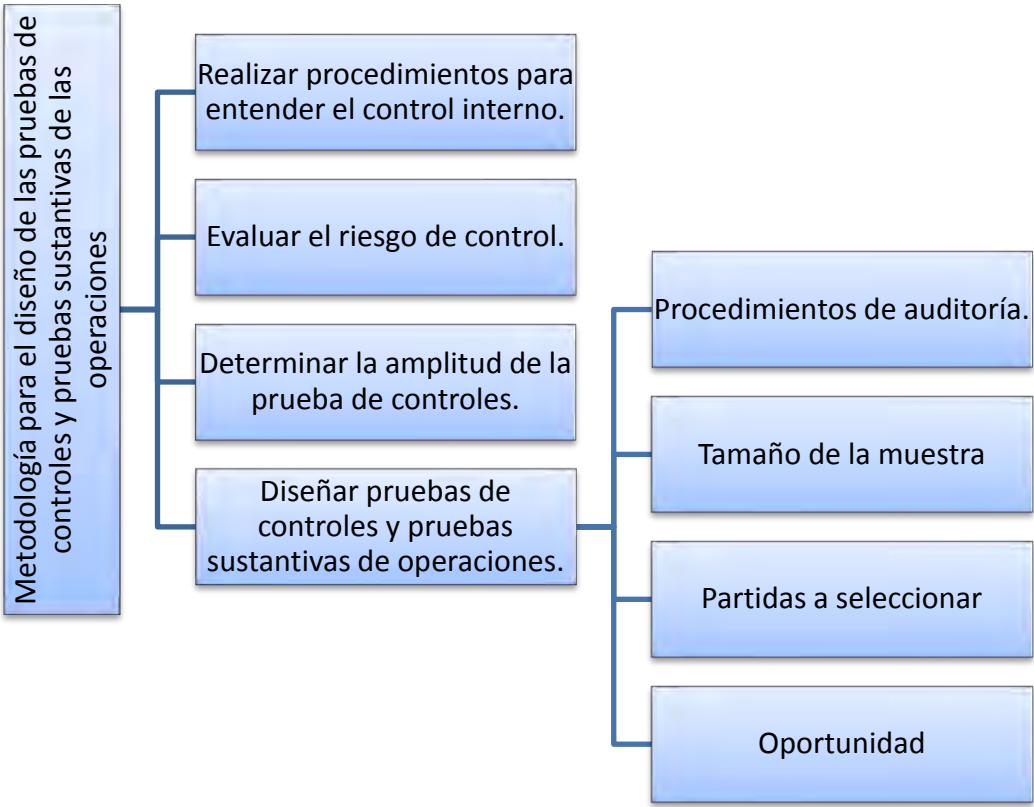 Metodología para el diseño de las pruebas de
controles y pruebas sustantivas de las
operaciones
Realizar procedimientos para
entender el control interno.
Evaluar el riesgo de control.
Determinar la amplitud de la
prueba de controles.
Diseñar pruebas de
controles y pruebas
sustantivas de operaciones.
Procedimientos de auditoría.
Tamaño de la muestra
Partidas a seleccionar
Oportunidad